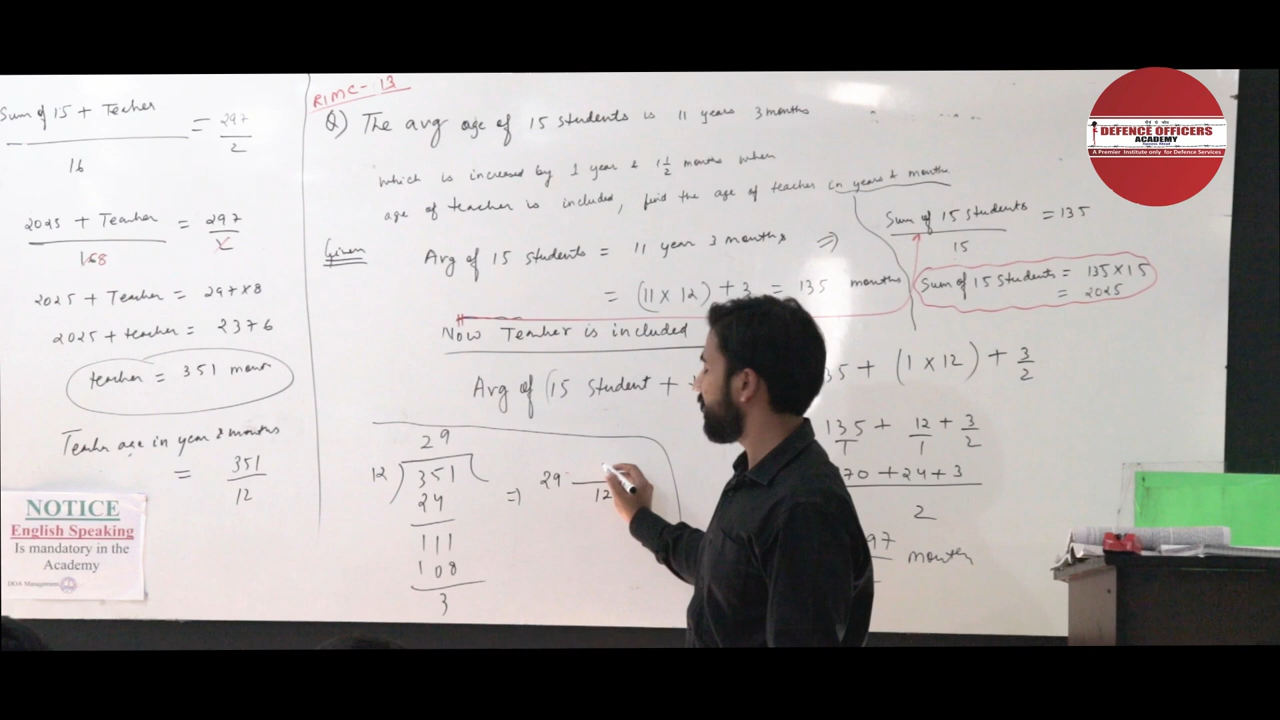 Sum of 15 + Techer
= 297
16
2
2025 + Teacher = 297
168
2025 + Teacher = 297x8
2025 + teacher = 2376
teacher = 351
Teacher age in year & months
= 351
12
NOTICE
English Speaking
Is mandatory in the
Academy
DOA Management
RIMC - 13
Q) The avg age of 15 students is 11 years 3 months
which is increased by 1 year & 1 1/2 months when
age of teacher is included, find the age of teacher in years & months
Given
Avg of 15 students = 11 year 3 months ⇒
= (11 x 12) + 3 = 135 months
Sum of 15 students = 135
15
Sum of 15 Students = 135 x 15
= 2025
Now Teacher is included
Avg of (15 student +
35 + (1 x 12) + 3/2
135 + 12 + 3
1 1 2
70 + 24 + 3
2
97 month
29
12 ) 351
24
111
108
3
⇒ 29
12
DEFENCE OFFICERS
ACADEMY
A Premier Institute only for Defence Services